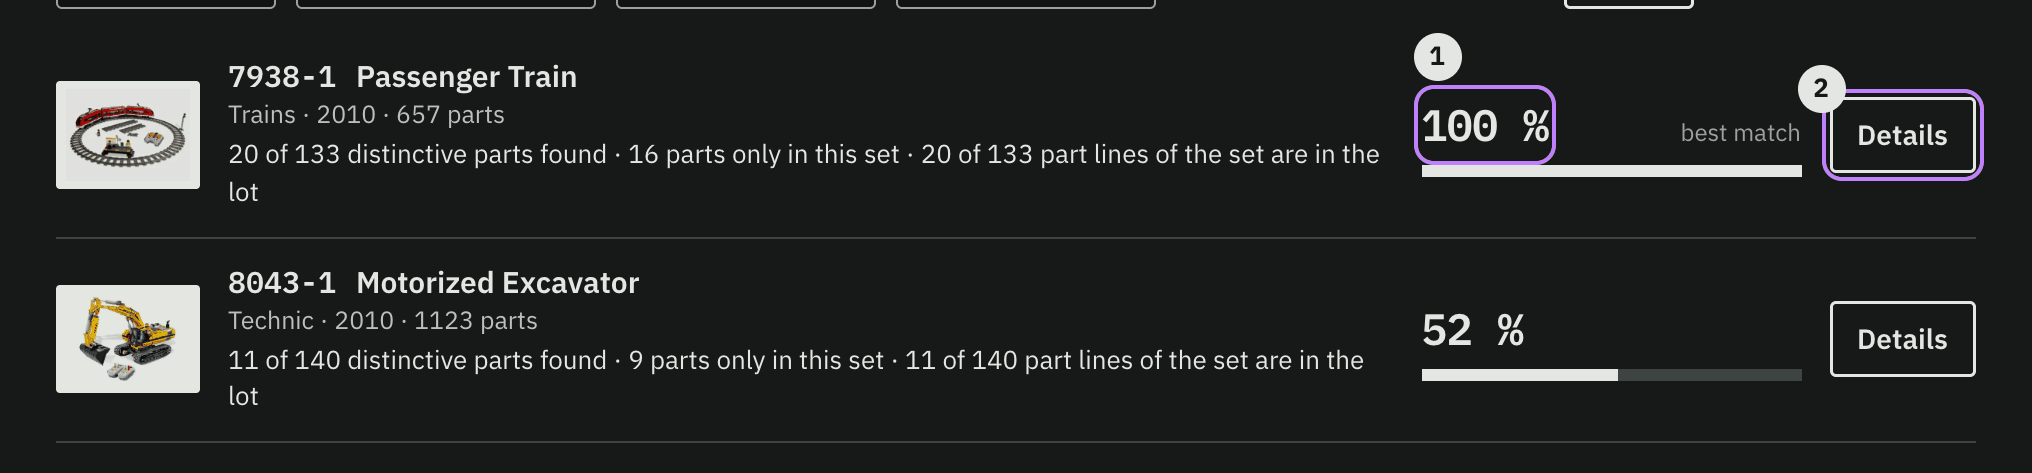 1
7938-1 Passenger Train
Trains · 2010 · 657 parts
20 of 133 distinctive parts found · 16 parts only in this set · 20 of 133 part lines of the set are in the
lot
100 %
best match
2
Details
8043-1 Motorized Excavator
Technic · 2010 · 1123 parts
11 of 140 distinctive parts found · 9 parts only in this set · 11 of 140 part lines of the set are in the
lot
52 %
Details